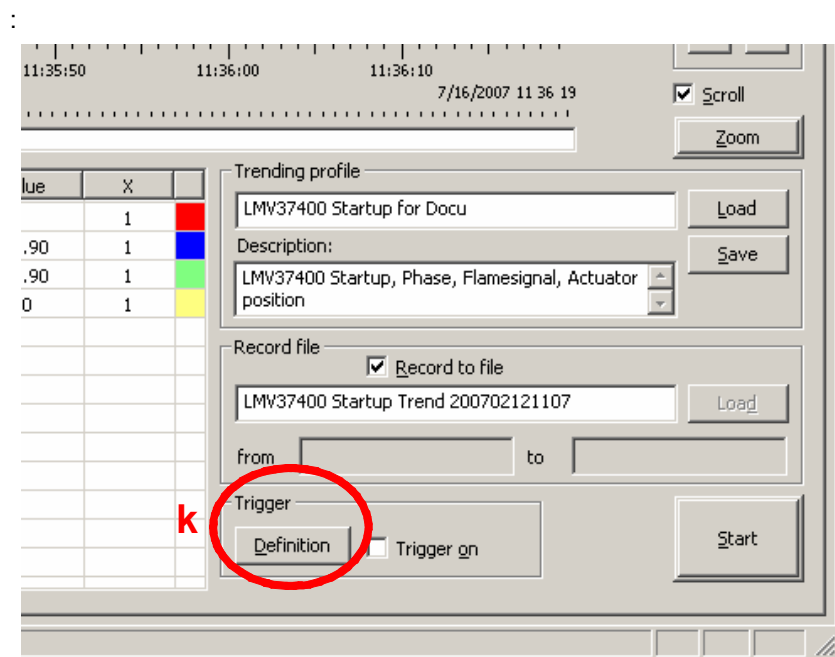 :
11:35:50 11:36:00 11:36:10
7/16/2007 11 36 19
Scroll
Zoom
lue X
1
.90 1
.90 1
0 1
Trending profile
LMV37400 Startup for Docu
Load
Description:
Save
LMV37400 Startup, Phase, Flamesignal, Actuator
position
Record file
Record to file
LMV37400 Startup Trend 200702121107
Load
from to
k
Trigger
Definition
Trigger on
Start